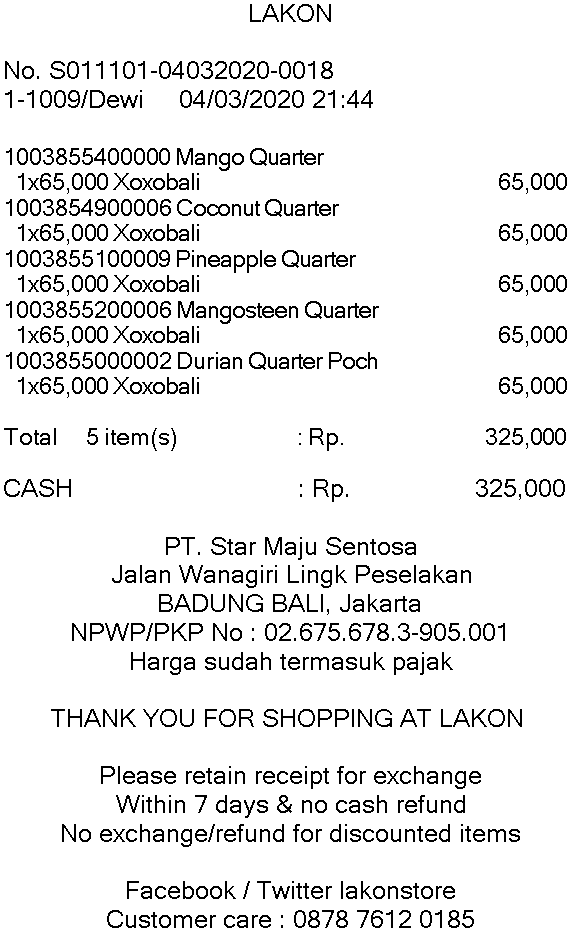 LAKON
No. S011101-04032020-0018
1-1009/Dewi 04/03/2020 21:44
1003855400000 Mango Quarter
1x65,000 Xoxobali 65,000
1003854900006 Coconut Quarter
1x65,000 Xoxobali 65,000
1003855100009 Pineapple Quarter
1x65,000 Xoxobali 65,000
1003855200006 Mangosteen Quarter
1x65,000 Xoxobali 65,000
1003855000002 Durian Quarter Poch
1x65,000 Xoxobali 65,000
Total 5 item(s) : Rp. 325,000
CASH : Rp. 325,000
PT. Star Maju Sentosa
Jalan Wanagiri Lingk Peselakan
BADUNG BALI, Jakarta
NPWP/PKP No : 02.675.678.3-905.001
Harga sudah termasuk pajak
THANK YOU FOR SHOPPING AT LAKON
Please retain receipt for exchange
Within 7 days & no cash refund
No exchange/refund for discounted items
Facebook / Twitter lakonstore
Customer care : 0878 7612 0185